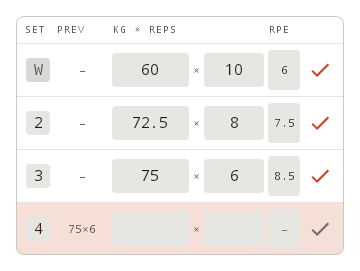 SET PREV KG × REPS RPE
W – 60 × 10 6
2 – 72.5 × 8 7.5
3 – 75 × 6 8.5
4 75×6 × –